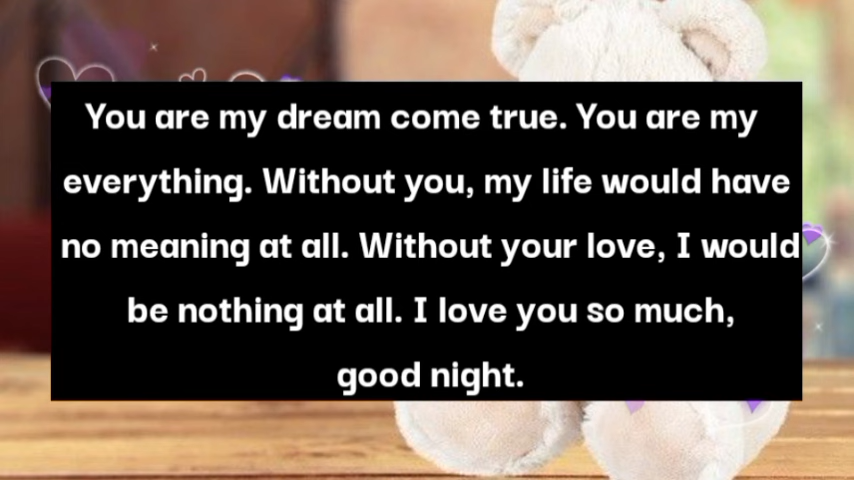 You are my dream come true. You are my
everything. Without you, my life would have
no meaning at all. Without your love, I would
be nothing at all. I love you so much,
good night.